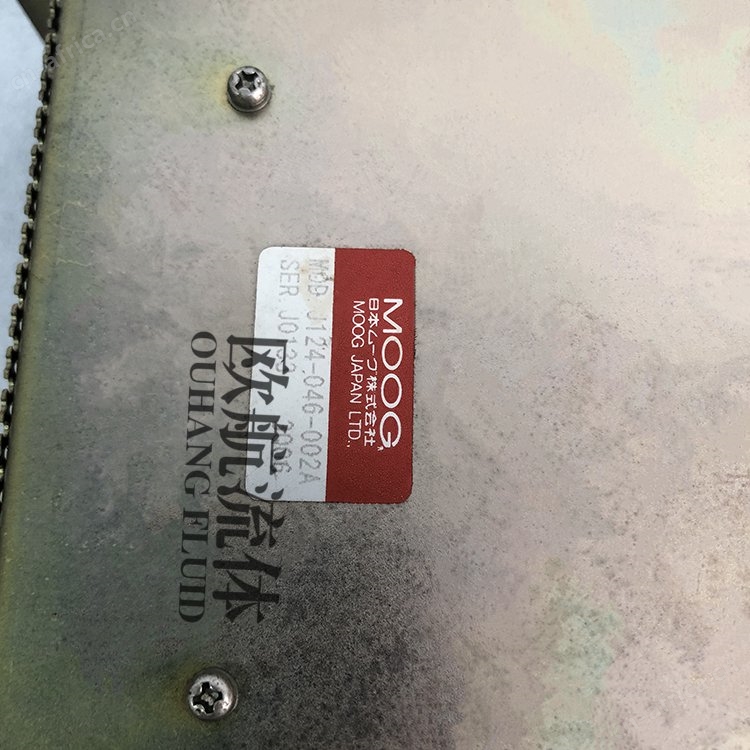 MOOG
日本ムーグ株式会社
MOOG JAPAN LTD.,
MOD J124-046-002A
SER J0133
欧航流体
OUHANG FLUID